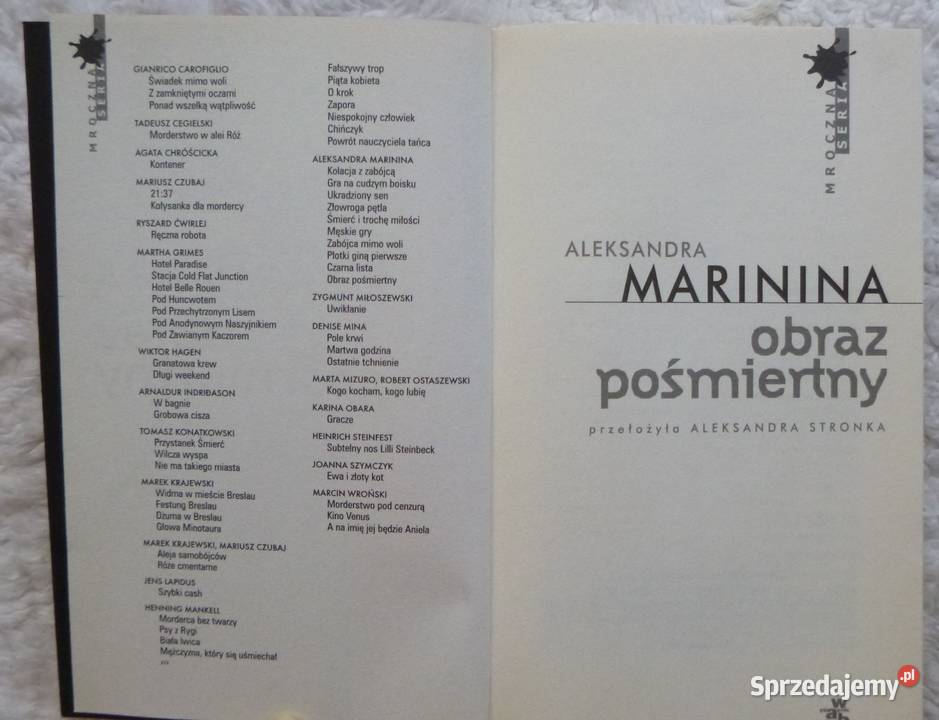 MROCZNA
SERIA
GIANRICO CAROFIGLIO
Świadek mimo woli
Z zamkniętymi oczami
Ponad wszelką wątpliwość
TADEUSZ CEGIELSKI
Morderstwo w alei Róż
AGATA CHRÓŚCICKA
Kontener
MARIUSZ CZUBAJ
21:37
Kołysanka dla mordercy
RYSZARD ĆWIRLEJ
Ręczna robota
MARTHA GRIMES
Hotel Paradise
Stacja Cold Flat Junction
Hotel Belle Rouen
Pod Huncwotem
Pod Przechytrzonym Lisem
Pod Anodynowym Naszyjnikiem
Pod Zawianym Kaczorem
WIKTOR HAGEN
Granatowa krew
Długi weekend
ARNALDUR INDRIÐASON
W bagnie
Grobowa cisza
TOMASZ KONATKOWSKI
Przystanek Śmierć
Wilcza wyspa
Nie ma takiego miasta
MAREK KRAJEWSKI
Widma w mieście Breslau
Festung Breslau
Dżuma w Breslau
Głowa Minotaura
MAREK KRAJEWSKI, MARIUSZ CZUBAJ
Aleja samobójców
Róże cmentarne
JENS LAPIDUS
Szybki cash
HENNING MANKELL
Morderca bez twarzy
Psy z Rygi
Biała lwica
Mężczyzna, który się uśmiechał
Fałszywy trop
Piąta kobieta
O krok
Zapora
Niespokojny człowiek
Chińczyk
Powrót nauczyciela tańca
ALEKSANDRA MARININA
Kolacja z zabójcą
Gra na cudzym boisku
Ukradziony sen
Złowroga pętla
Śmierć i trochę miłości
Męskie gry
Zabójca mimo woli
Płotki giną pierwsze
Czarna lista
Obraz pośmiertny
ZYGMUNT MIŁOSZEWSKI
Uwikłanie
DENISE MINA
Pole krwi
Martwa godzina
Ostatnie tchnienie
MARTA MIZURO, ROBERT OSTASZEWSKI
Kogo kocham, kogo lubię
KARINA OBARA
Gracze
HEINRICH STEINFEST
Subtelny nos Lilli Steinbeck
JOANNA SZYMCZYK
Ewa i złoty kot
MARCIN WROŃSKI
Morderstwo pod cenzurą
Kino Venus
A na imię jej będzie Aniela
MROCZNA
SERIA
ALEKSANDRA
MARININA
obraz
pośmiertny
przełożyła ALEKSANDRA STRONKA
Sprzedajemy.pl